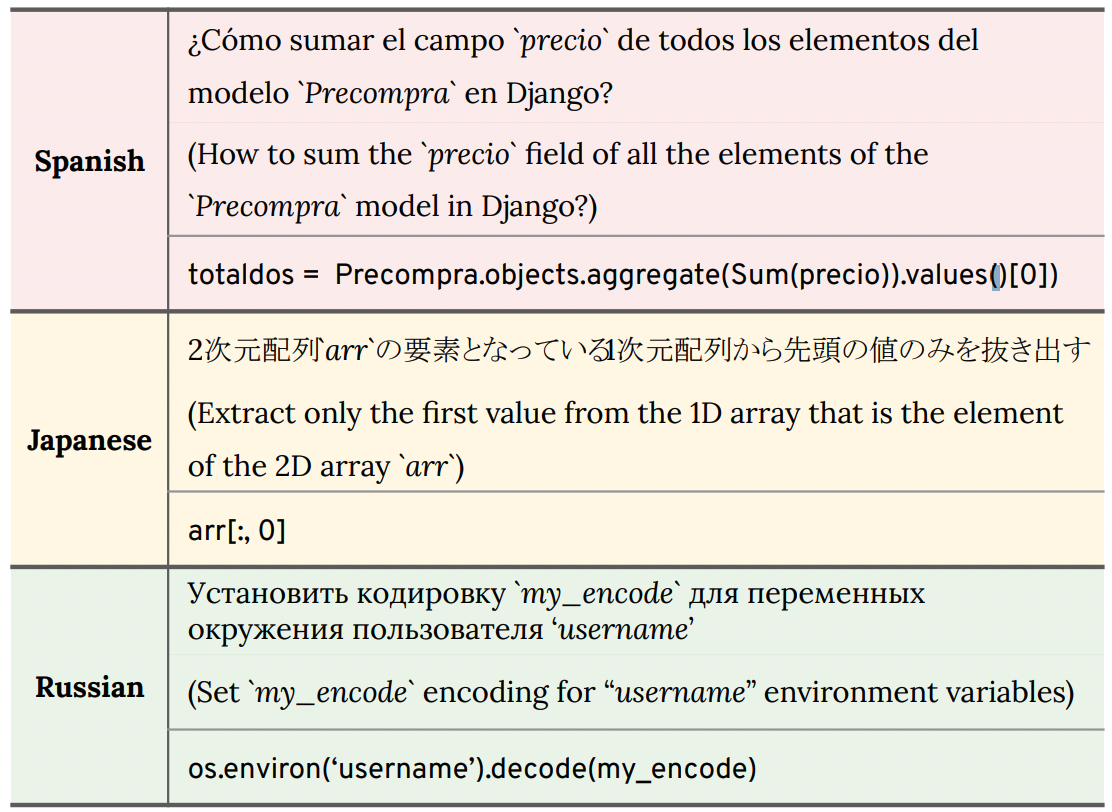 Spanish
¿Cómo sumar el campo `precio` de todos los elementos del
modelo `Precompra` en Django?
(How to sum the `precio` field of all the elements of the
`Precompra` model in Django?)
totaldos = Precompra.objects.aggregate(Sum(precio)).values()[0])
Japanese
2次元配列`arr`の要素となっている1次元配列から先頭の値のみを抜き出す
(Extract only the first value from the 1D array that is the element
of the 2D array `arr`)
arr[:, 0]
Russian
Установить кодировку `my_encode` для переменных
окружения пользователя ‘username’
(Set `my_encode` encoding for “username” environment variables)
os.environ(‘username’).decode(my_encode)